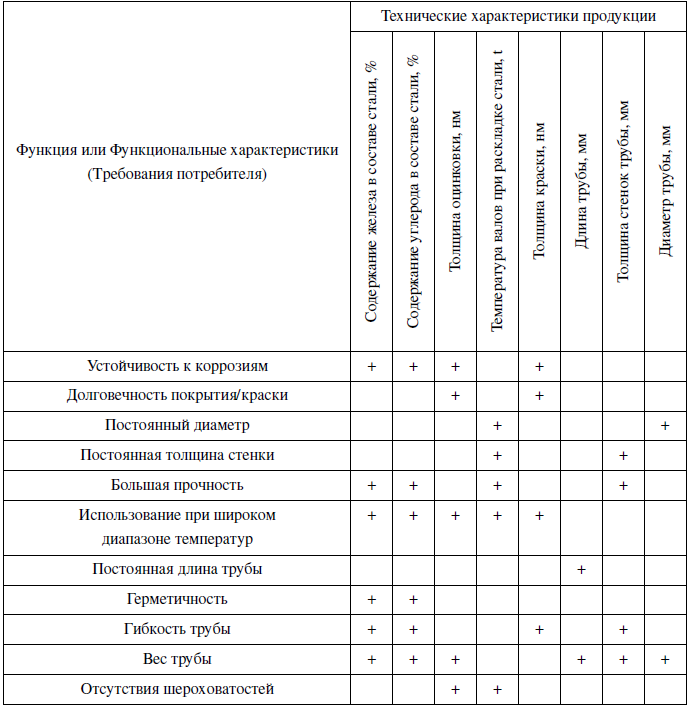 Технические характеристики продукции
Функция или Функциональные характеристики
(Требования потребителя)
Содержание железа в составе стали, %
Содержание углерода в составе стали, %
Толщина оцинковки, нм
Температура валов при раскладке стали, t
Толщина краски, нм
Длина трубы, мм
Толщина стенок трубы, мм
Диаметр трубы, мм
Устойчивость к коррозиям + + + +
Долговечность покрытия/краски + +
Постоянный диаметр + +
Постоянная толщина стенки + +
Большая прочность + + + +
Использование при широком
диапазоне температур + + + + +
Постоянная длина трубы +
Герметичность + +
Гибкость трубы + + + +
Вес трубы + + + + + +
Отсутствия шероховатостей + +